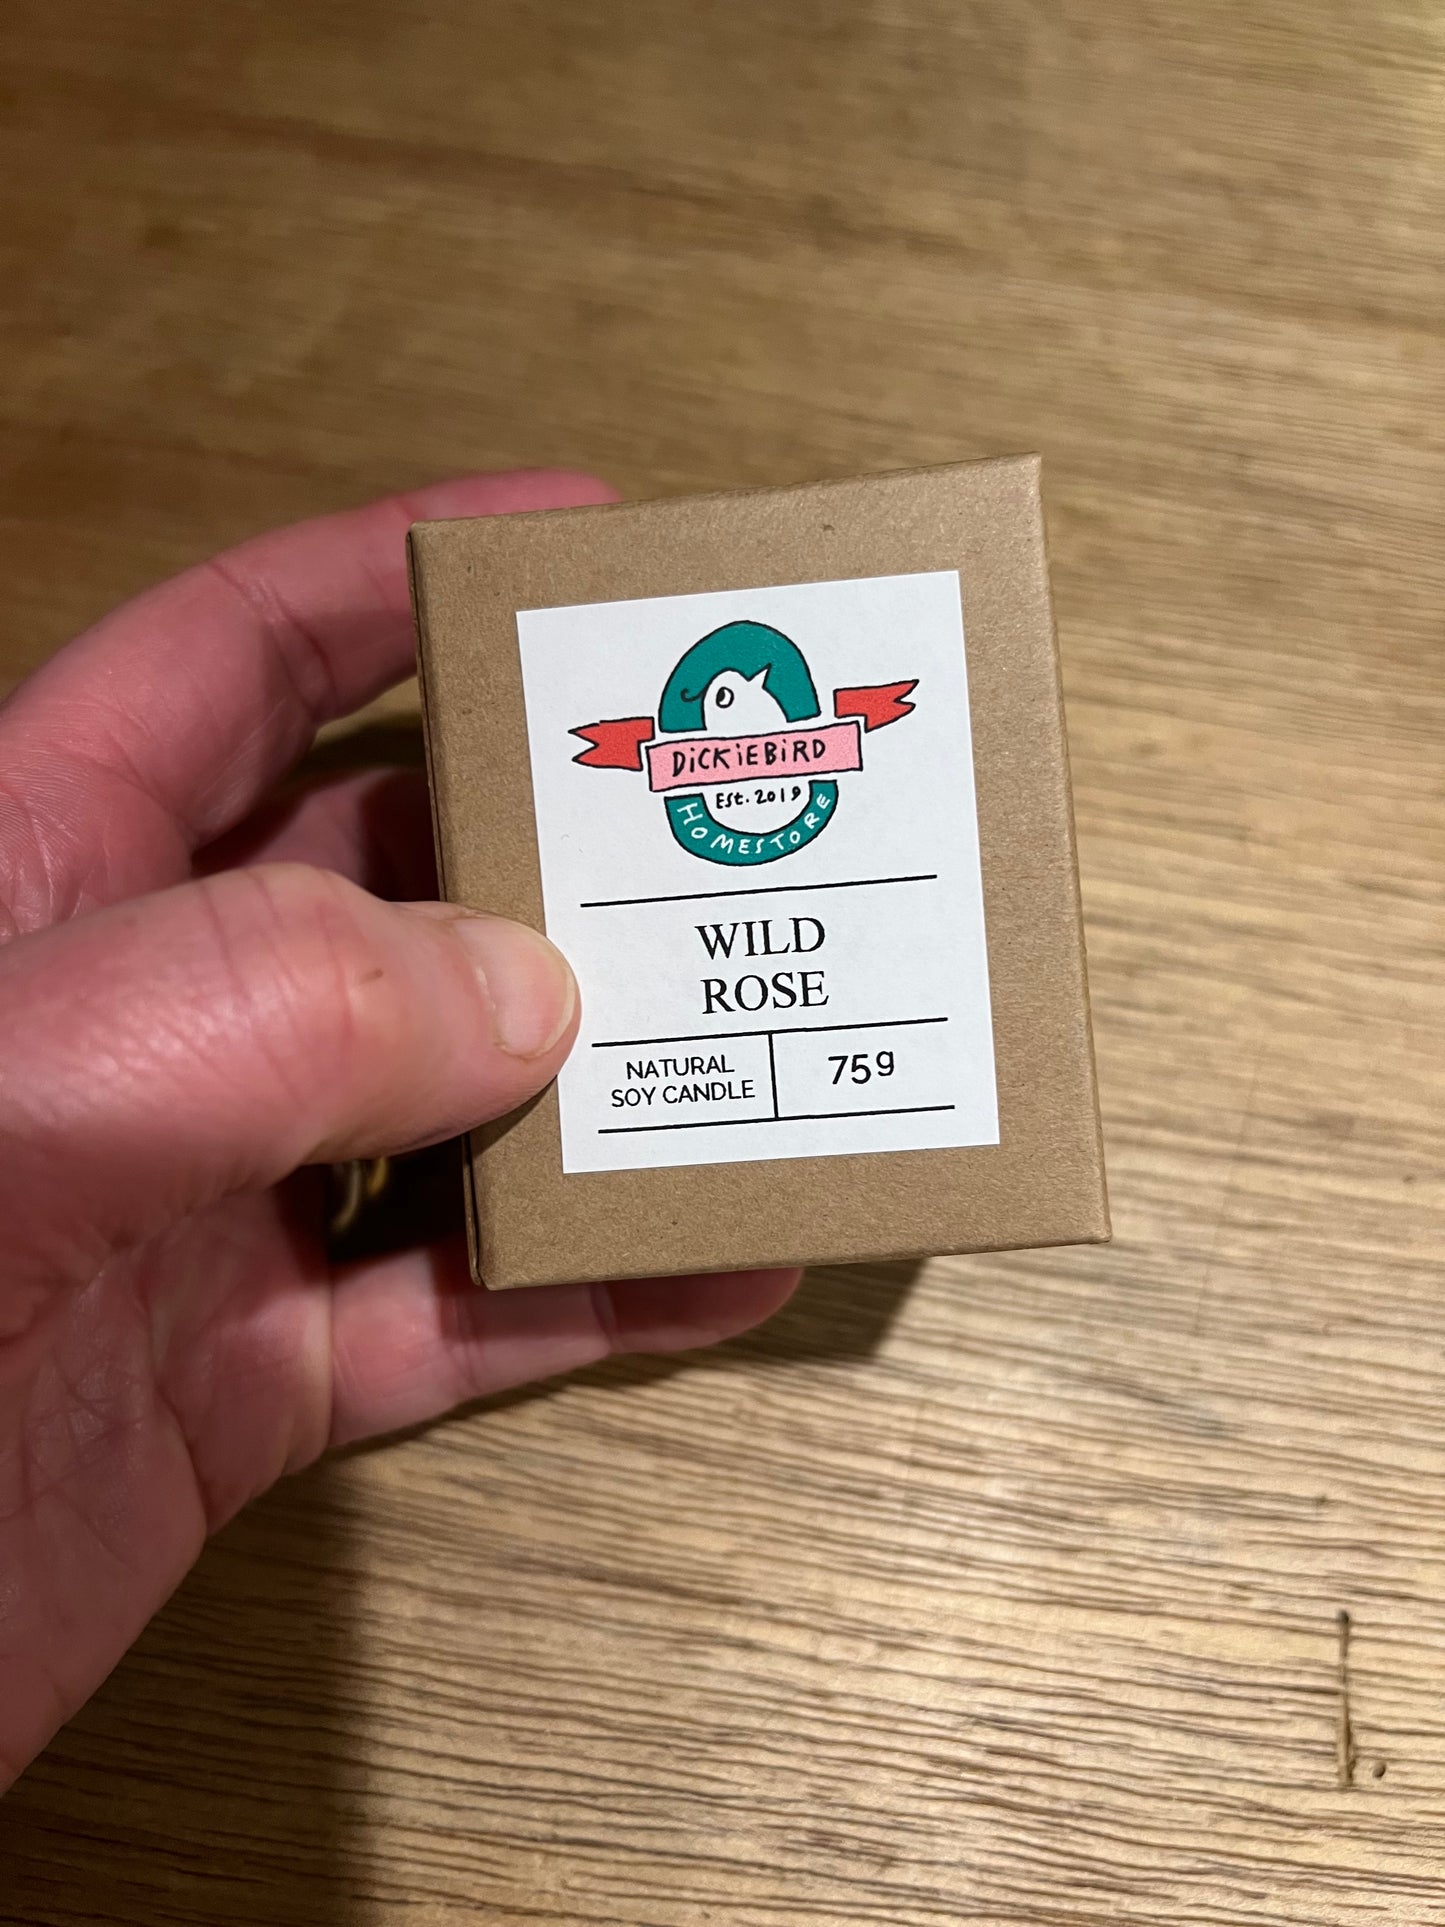 DiCKiEBiRD
Est. 2019
HOMESTORE
WILD
ROSE
NATURAL
SOY CANDLE
75g